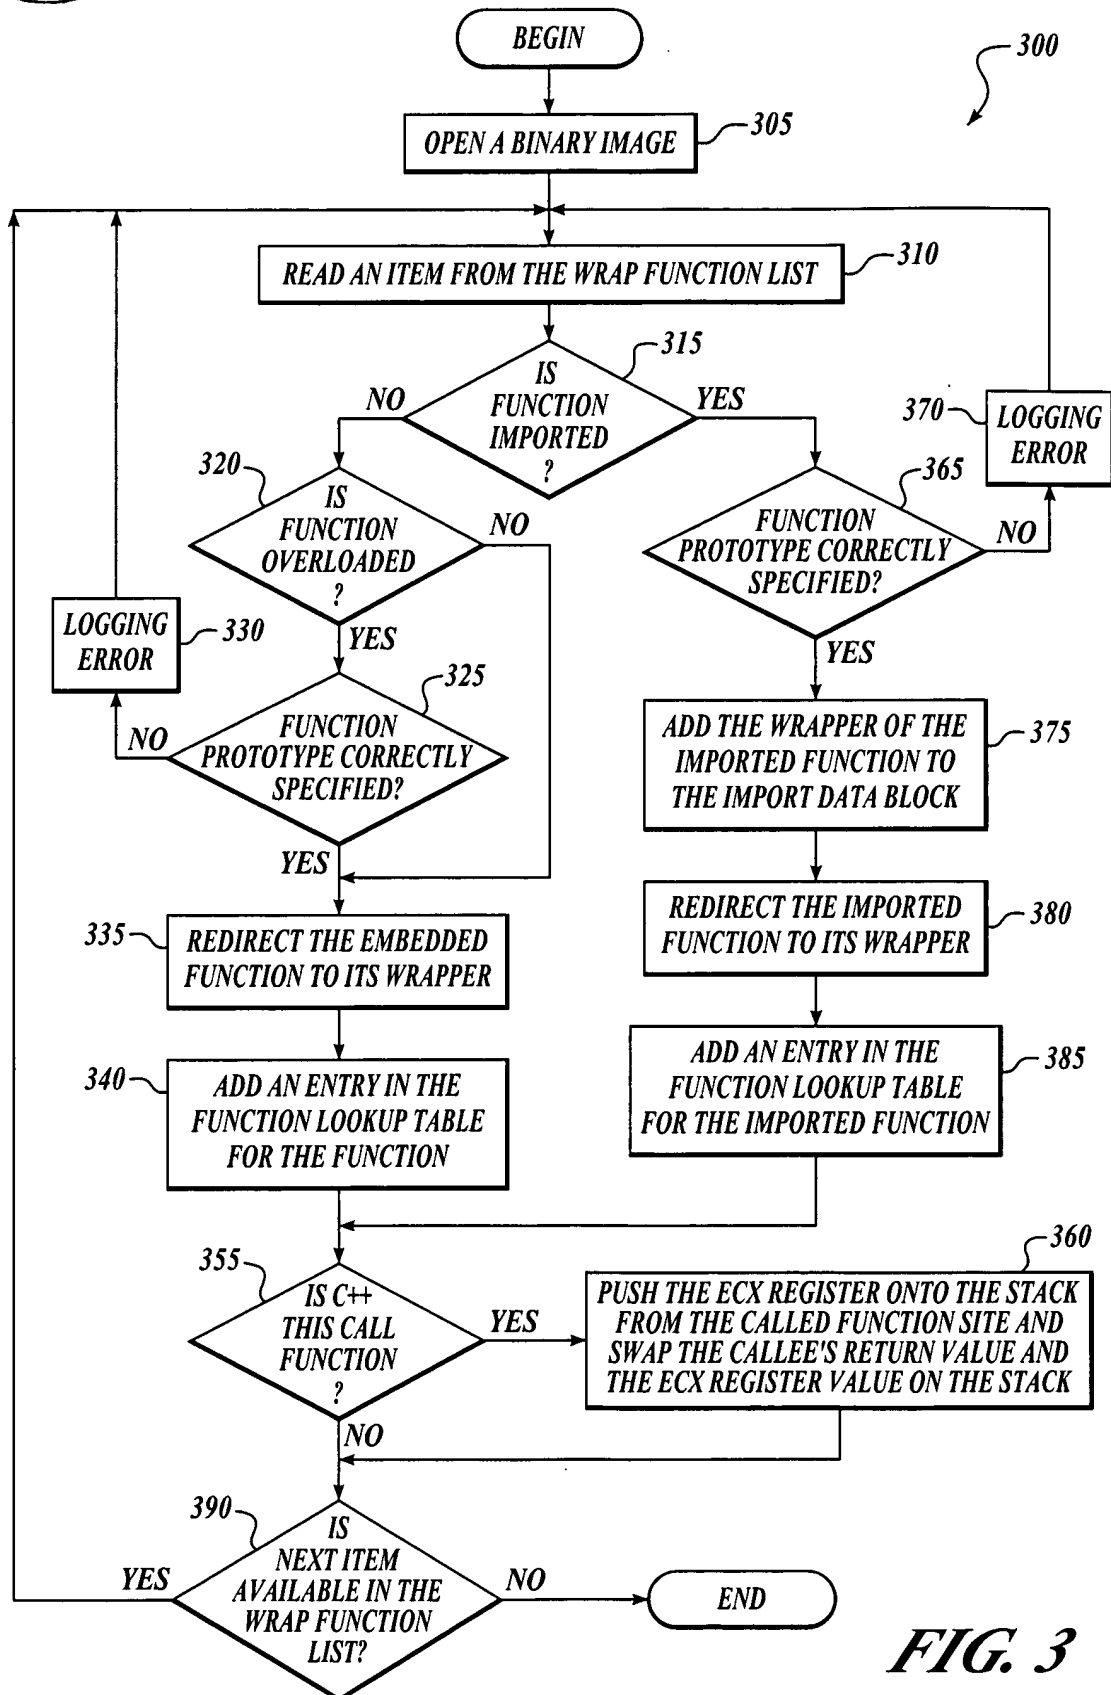 BEGIN
300
OPEN A BINARY IMAGE
305
READ AN ITEM FROM THE WRAP FUNCTION LIST
310
IS
FUNCTION
IMPORTED
?
315
NO
YES
370
LOGGING
ERROR
320
IS
FUNCTION
OVERLOADED
?
NO
365
FUNCTION
PROTOTYPE CORRECTLY
SPECIFIED?
NO
LOGGING
ERROR
330
YES
YES
325
FUNCTION
PROTOTYPE CORRECTLY
SPECIFIED?
NO
YES
ADD THE WRAPPER OF THE
IMPORTED FUNCTION TO
THE IMPORT DATA BLOCK
375
335
REDIRECT THE EMBEDDED
FUNCTION TO ITS WRAPPER
REDIRECT THE IMPORTED
FUNCTION TO ITS WRAPPER
380
340
ADD AN ENTRY IN THE
FUNCTION LOOKUP TABLE
FOR THE FUNCTION
ADD AN ENTRY IN THE
FUNCTION LOOKUP TABLE
FOR THE IMPORTED FUNCTION
385
355
IS C++
THIS CALL
FUNCTION
?
YES
NO
360
PUSH THE ECX REGISTER ONTO THE STACK
FROM THE CALLED FUNCTION SITE AND
SWAP THE CALLEE'S RETURN VALUE AND
THE ECX REGISTER VALUE ON THE STACK
390
IS
NEXT ITEM
AVAILABLE IN THE
WRAP FUNCTION
LIST?
YES
NO
END
FIG. 3